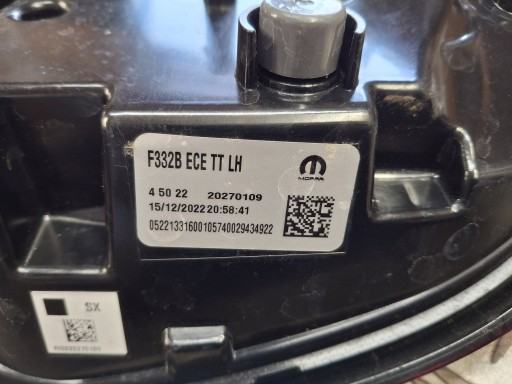 F332B ECE TT LH
MOPAR
4 50 22 20270109
15/12/2022 20:58:41
05221331600105740029434922
SX